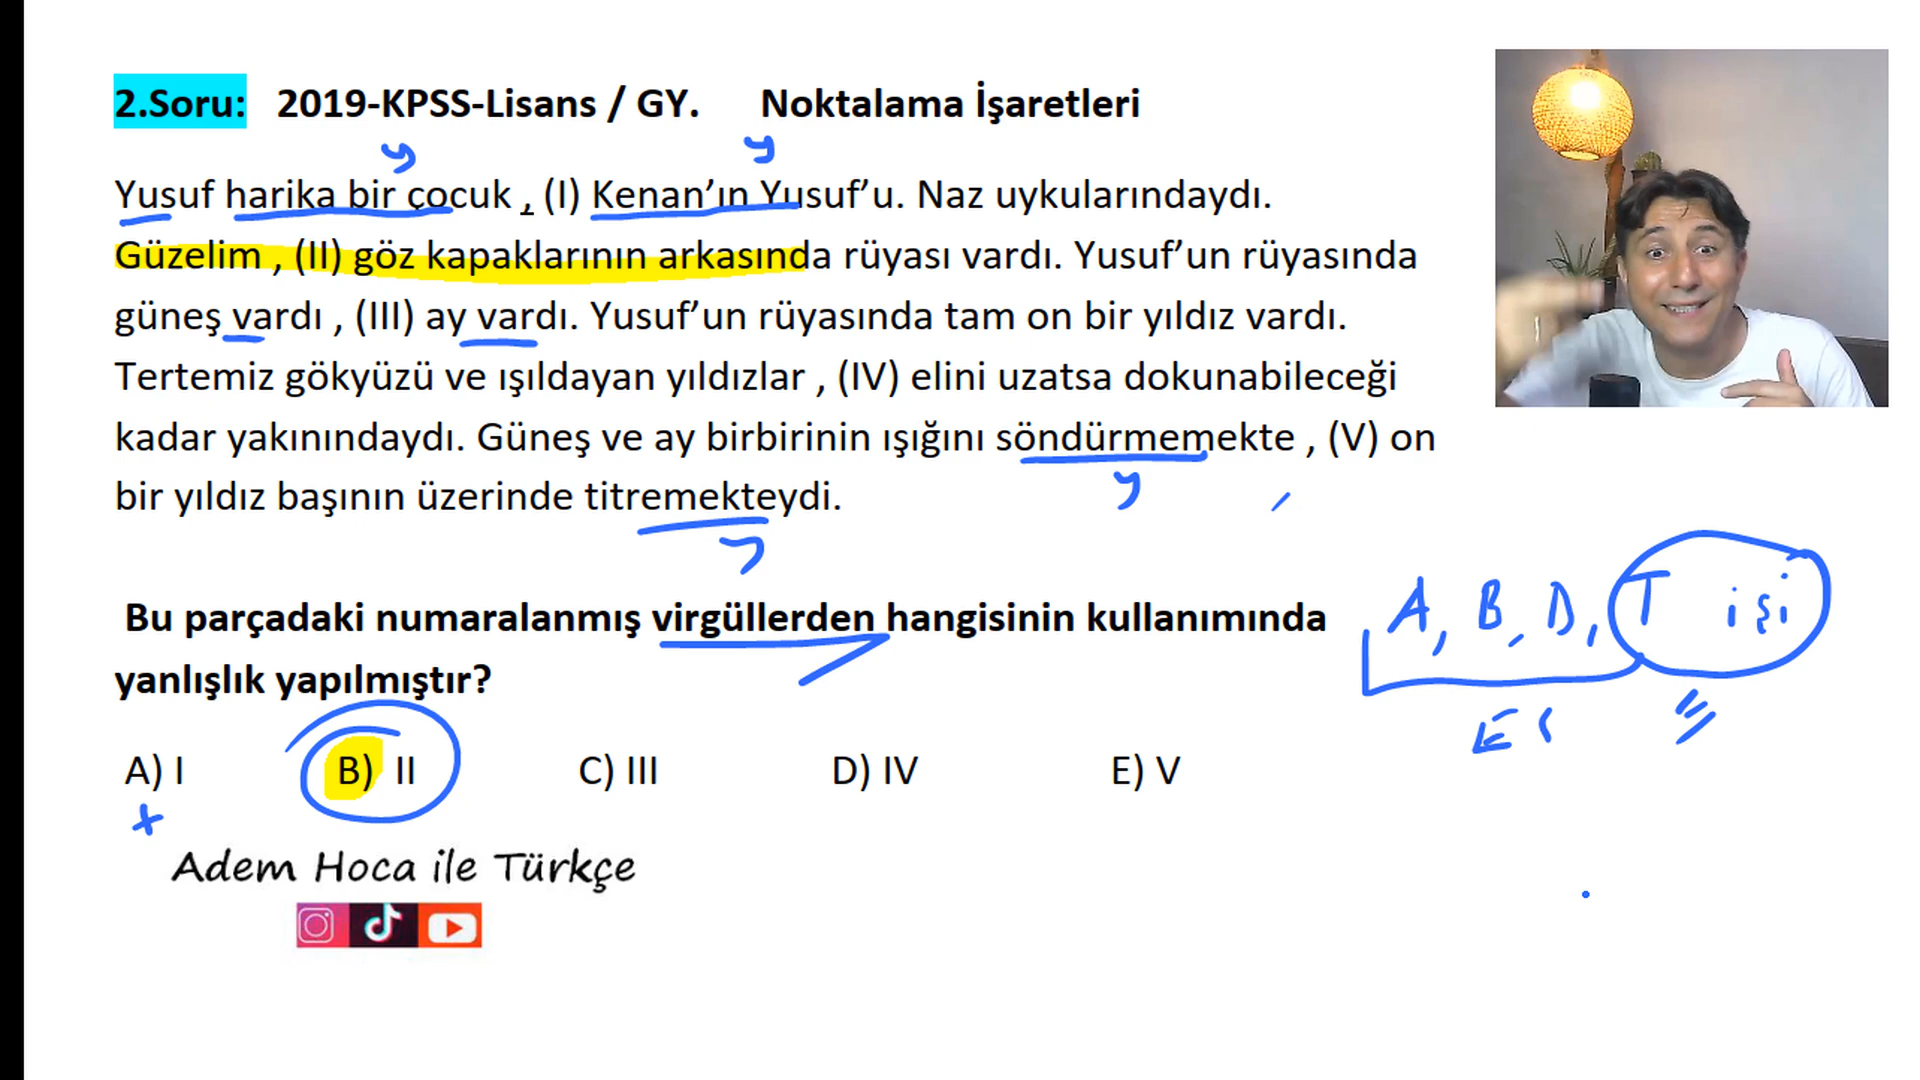 2.Soru: 2019-KPSS-Lisans / GY. Noktalama İşaretleri
y y
Yusuf harika bir çocuk , (I) Kenan’ın Yusuf’u. Naz uykularındaydı.
Güzelim , (II) göz kapaklarının arkasında rüyası vardı. Yusuf’un rüyasında
güneş vardı , (III) ay vardı. Yusuf’un rüyasında tam on bir yıldız vardı.
Tertemiz gökyüzü ve ışıldayan yıldızlar , (IV) elini uzatsa dokunabileceği
kadar yakınındaydı. Güneş ve ay birbirinin ışığını söndürmemekte , (V) on
bir yıldız başının üzerinde titremekteydi.
y
A, B, D, T işi
Bu parçadaki numaralanmış virgüllerden hangisinin kullanımında
yanlışlık yapılmıştır?
A) I B) II C) III D) IV E) V
Adem Hoca ile Türkçe